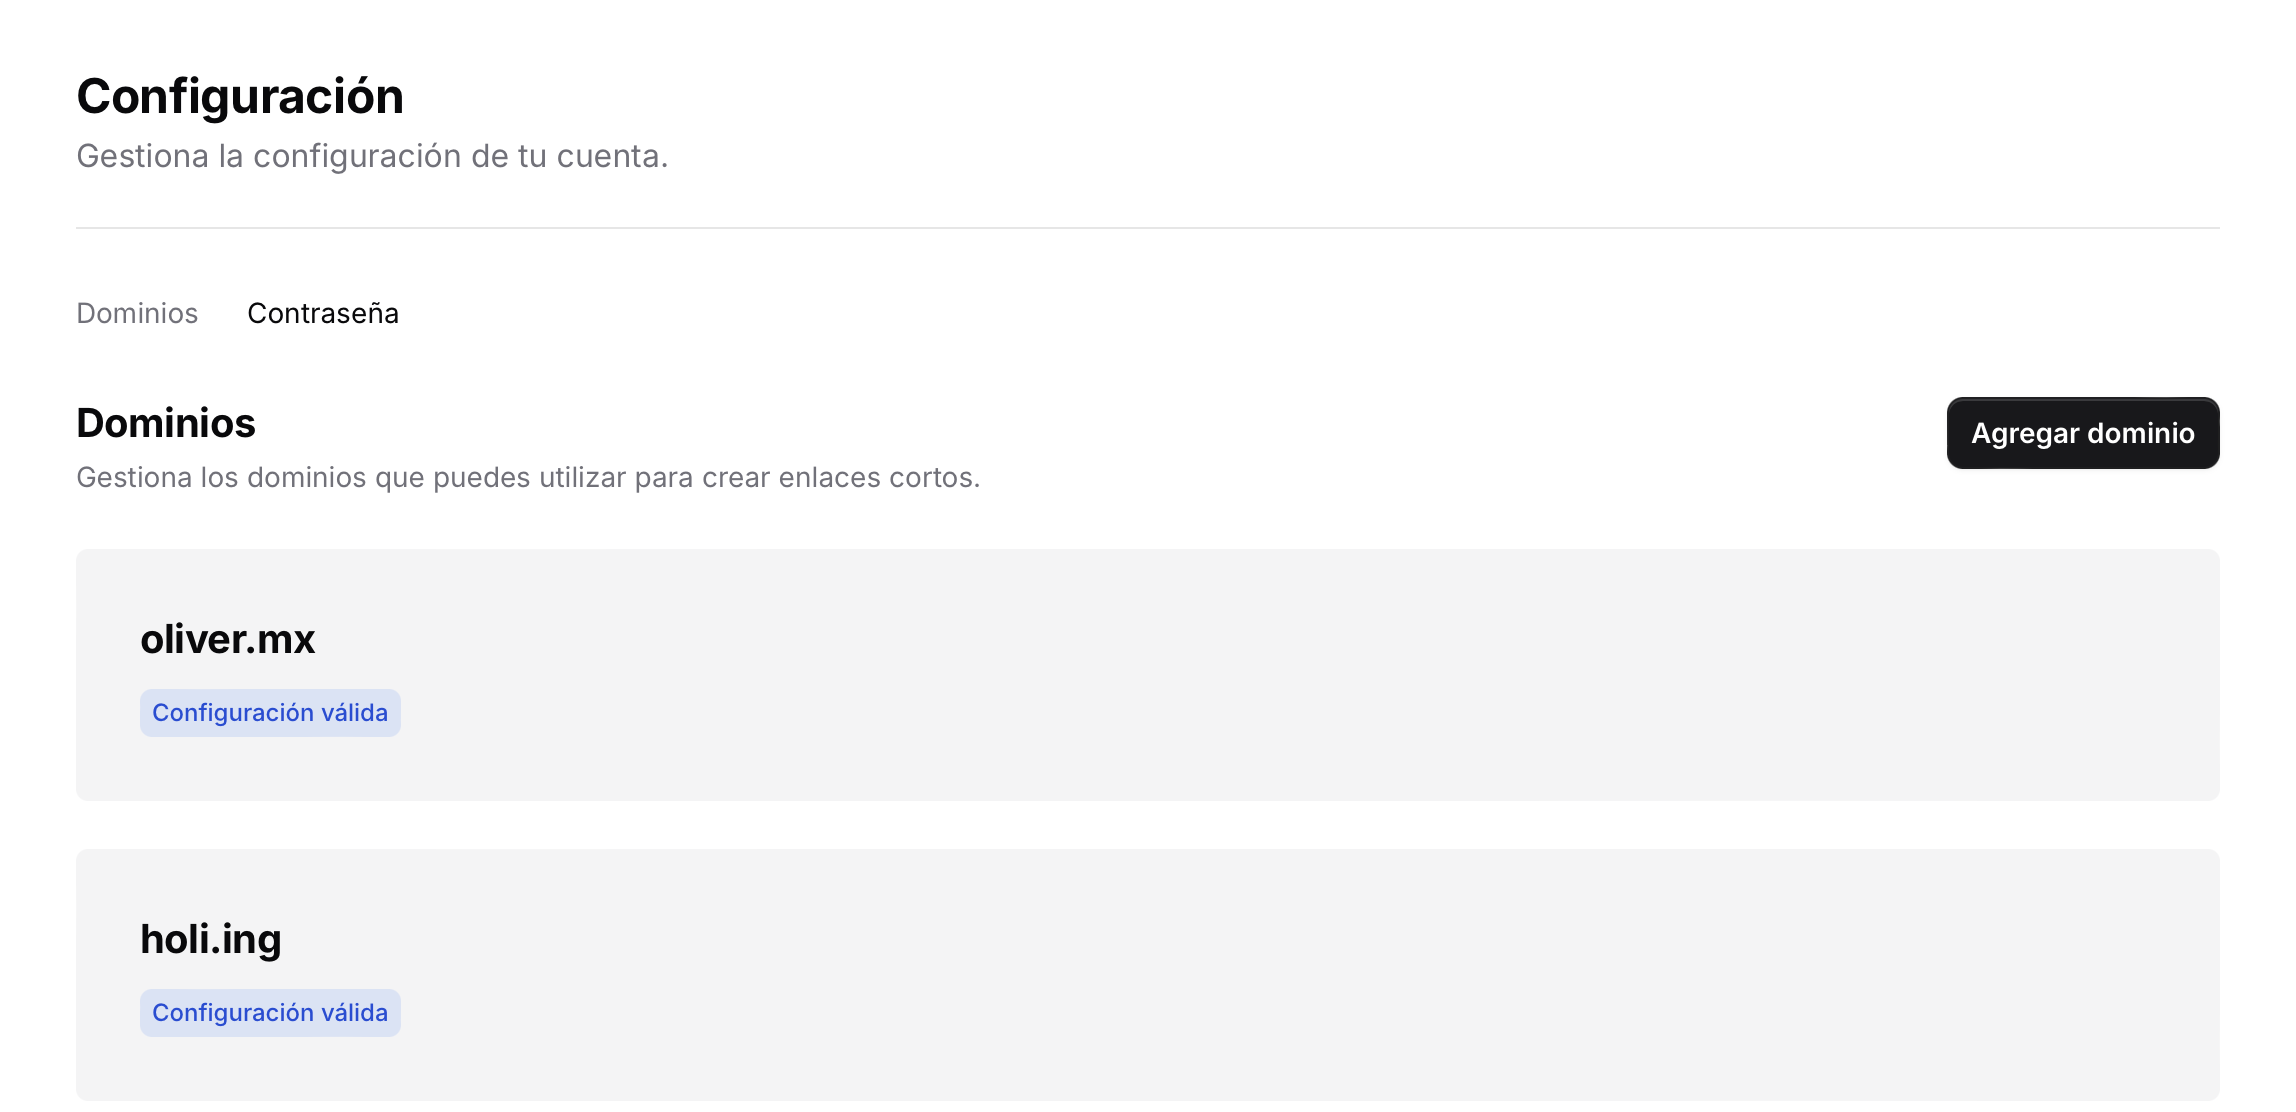 Configuración
Gestiona la configuración de tu cuenta.
Dominios Contraseña
Dominios
Agregar dominio
Gestiona los dominios que puedes utilizar para crear enlaces cortos.
oliver.mx
Configuración válida
holi.ing
Configuración válida